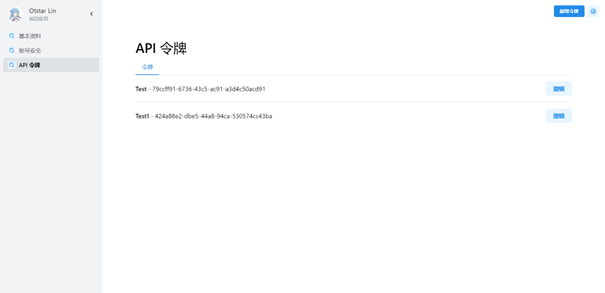 Otstar Lin
返回应用
基本资料
账号安全
API 令牌
新增令牌
API 令牌
令牌
Test - 79ccff91-6736-43c5-ac91-a3d4c50acd91
撤销
Test1 - 424a88e2-dbe5-44a8-94ca-530574cc43ba
撤销